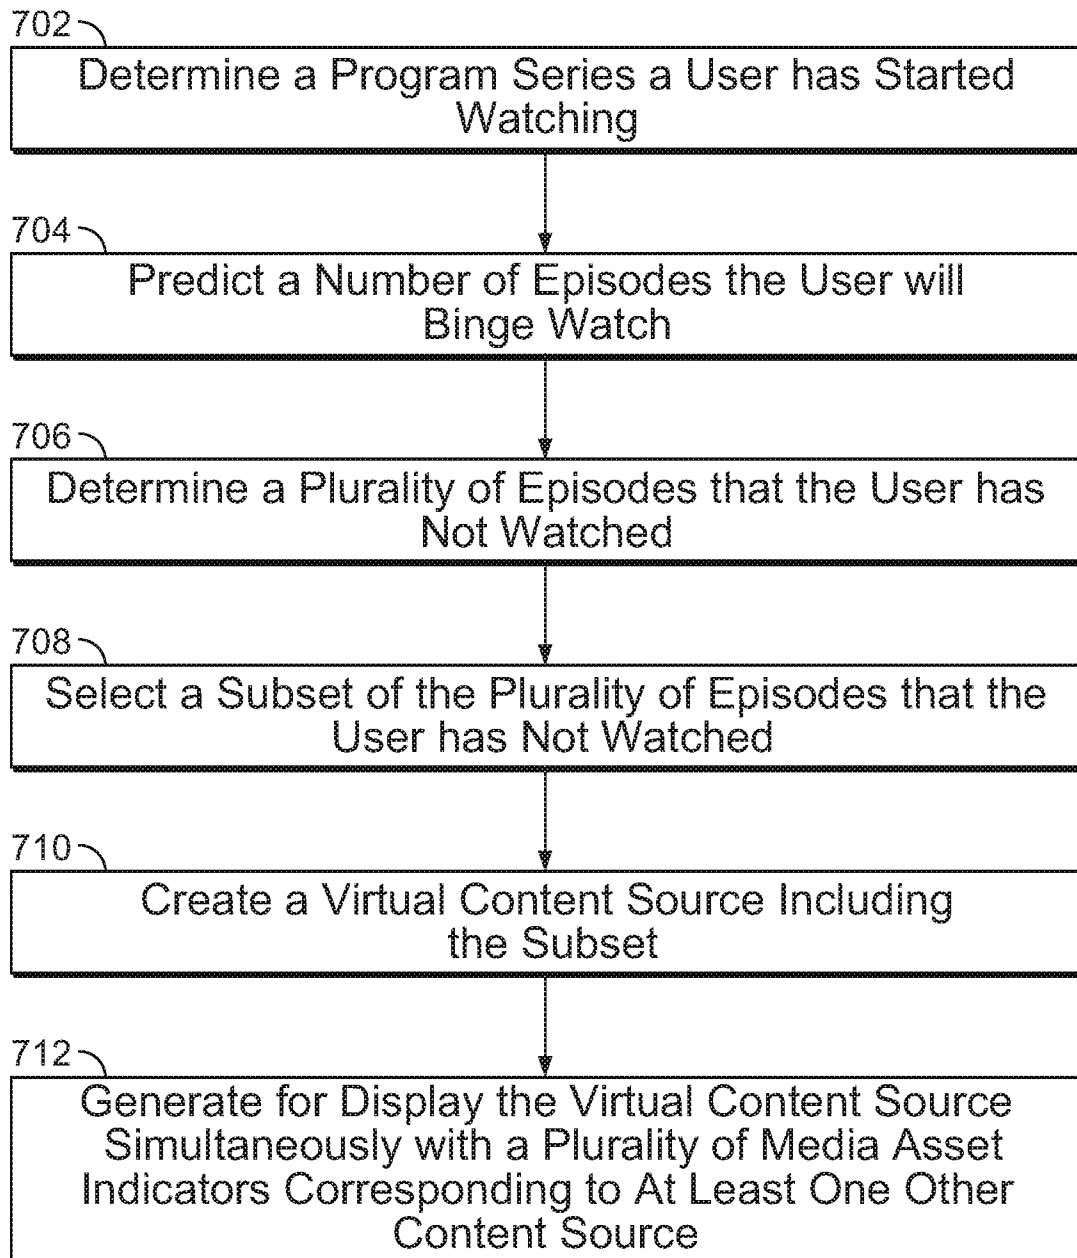 702
Determine a Program Series a User has Started
Watching
704
Predict a Number of Episodes the User will
Binge Watch
706
Determine a Plurality of Episodes that the User has
Not Watched
708
Select a Subset of the Plurality of Episodes that the
User has Not Watched
710
Create a Virtual Content Source Including
the Subset
712
Generate for Display the Virtual Content Source
Simultaneously with a Plurality of Media Asset
Indicators Corresponding to At Least One Other
Content Source